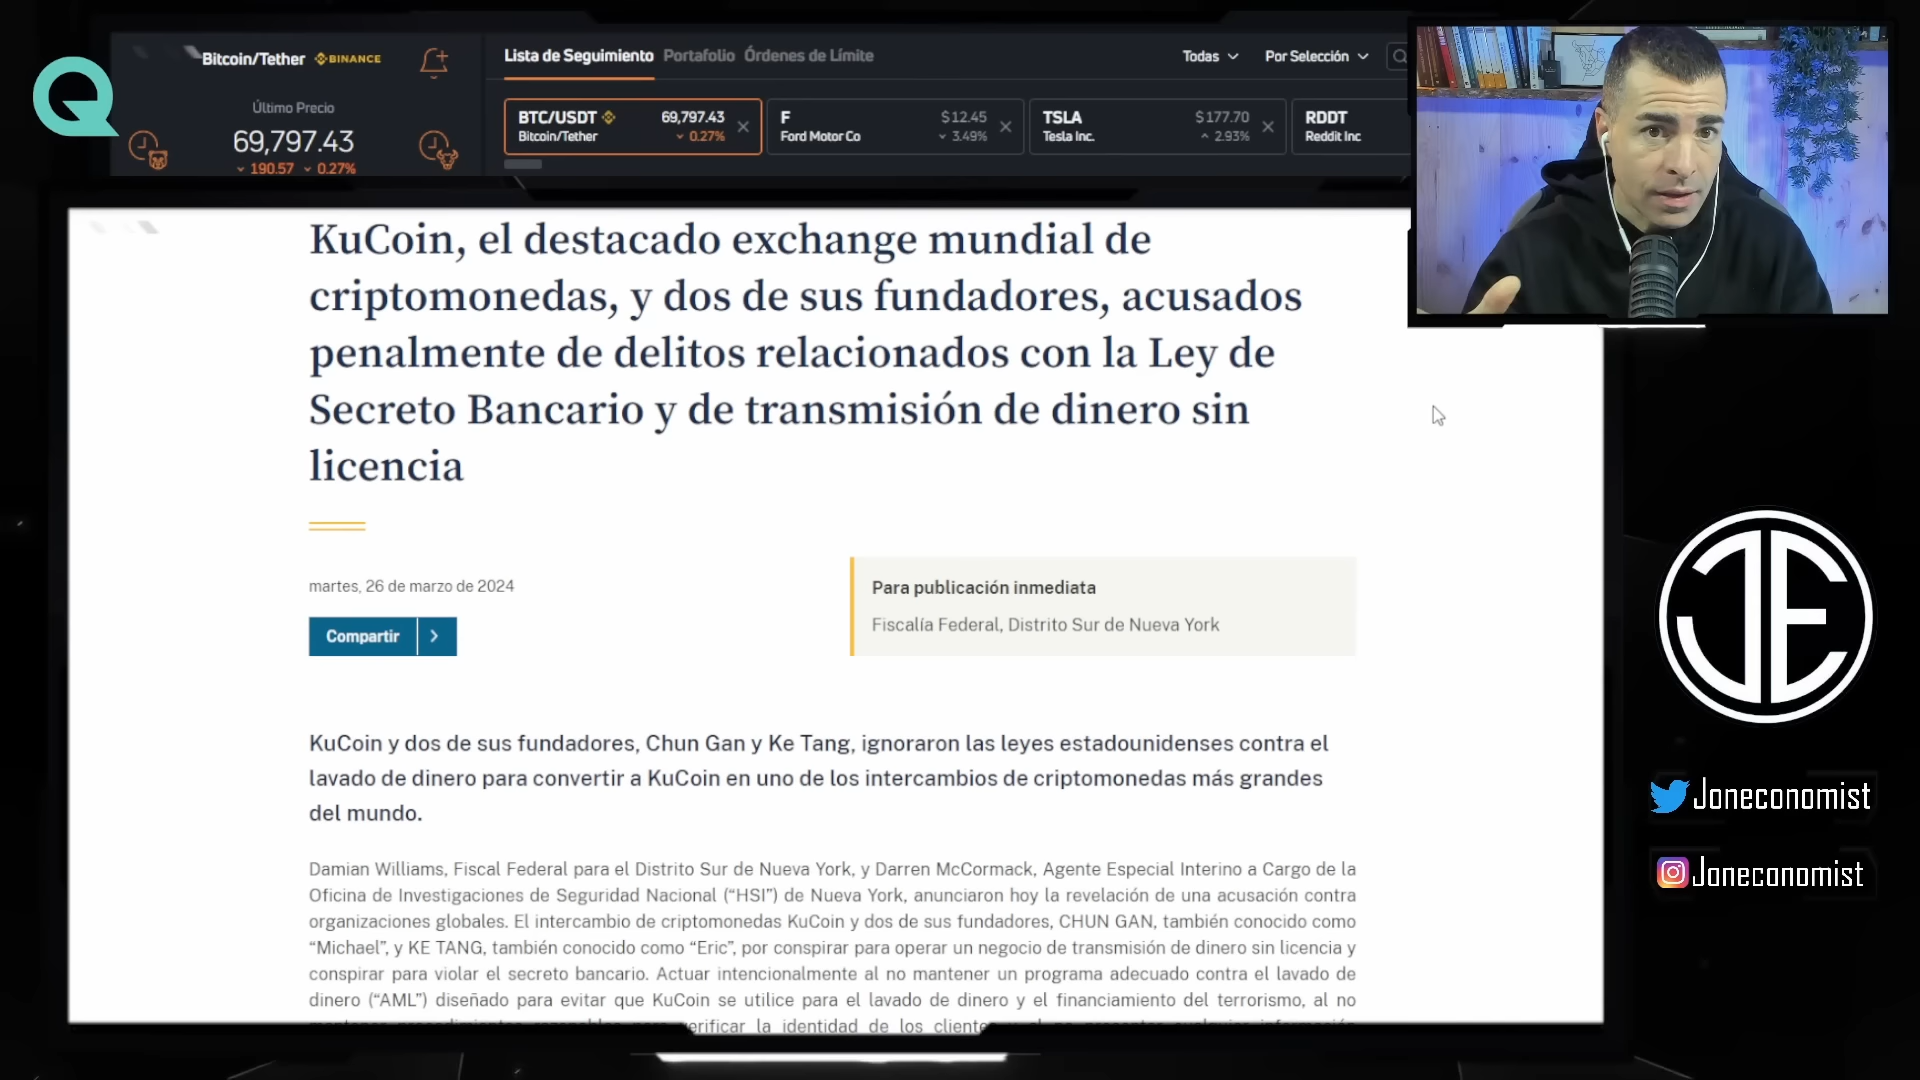 Bitcoin/Tether BINANCE
Último Precio
69,797.43
190.57 0.27%
Lista de Seguimiento Portafolio Órdenes de Límite
Todas Por Selección
BTC/USDT 69,797.43
Bitcoin/Tether 0.27%
F $12.45
Ford Motor Co 3.49%
TSLA $177.70
Tesla Inc. 2.93%
RDDT
Reddit Inc
KuCoin, el destacado exchange mundial de
criptomonedas, y dos de sus fundadores, acusados
penalmente de delitos relacionados con la Ley de
Secreto Bancario y de transmisión de dinero sin
licencia
martes, 26 de marzo de 2024
Compartir
Para publicación inmediata
Fiscalía Federal, Distrito Sur de Nueva York
KuCoin y dos de sus fundadores, Chun Gan y Ke Tang, ignoraron las leyes estadounidenses contra el
lavado de dinero para convertir a KuCoin en uno de los intercambios de criptomonedas más grandes
del mundo.
Damian Williams, Fiscal Federal para el Distrito Sur de Nueva York, y Darren McCormack, Agente Especial Interino a Cargo de la
Oficina de Investigaciones de Seguridad Nacional (“HSI”) de Nueva York, anunciaron hoy la revelación de una acusación contra
organizaciones globales. El intercambio de criptomonedas KuCoin y dos de sus fundadores, CHUN GAN, también conocido como
“Michael”, y KE TANG, también conocido como “Eric”, por conspirar para operar un negocio de transmisión de dinero sin licencia y
conspirar para violar el secreto bancario. Actuar intencionalmente al no mantener un programa adecuado contra el lavado de
dinero (“AML”) diseñado para evitar que KuCoin se utilice para el lavado de dinero y el financiamiento del terrorismo, al no
la identidad de los
JE
Joneconomist
Joneconomist